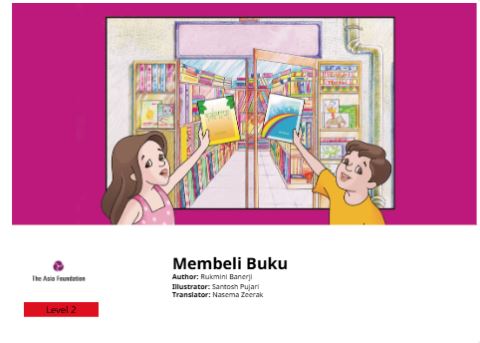 Membeli Buku
Author: Rukmini Banerji
Illustrator: Santosh Pujari
Translator: Nasema Zeerak
The Asia Foundation
Level 2